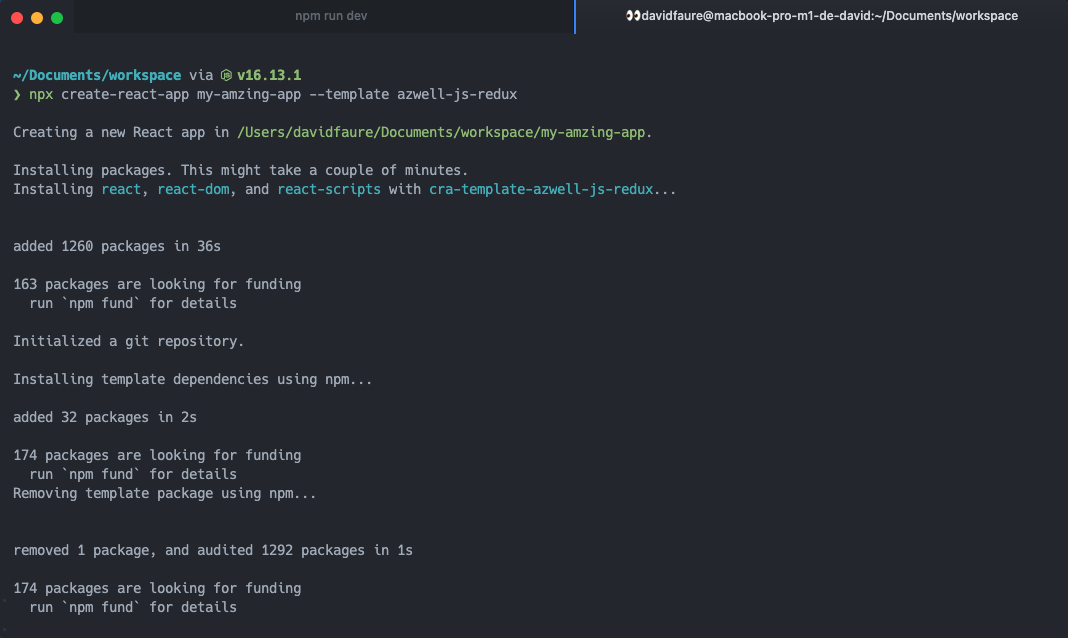 npm run dev
👀davidfaure@macbook-pro-m1-de-david:~/Documents/workspace
~/Documents/workspace via v16.13.1
❯ npx create-react-app my-amzing-app --template azwell-js-redux
Creating a new React app in /Users/davidfaure/Documents/workspace/my-amzing-app.
Installing packages. This might take a couple of minutes.
Installing react, react-dom, and react-scripts with cra-template-azwell-js-redux...
added 1260 packages in 36s
163 packages are looking for funding
  run `npm fund` for details
Initialized a git repository.
Installing template dependencies using npm...
added 32 packages in 2s
174 packages are looking for funding
  run `npm fund` for details
Removing template package using npm...
removed 1 package, and audited 1292 packages in 1s
174 packages are looking for funding
  run `npm fund` for details